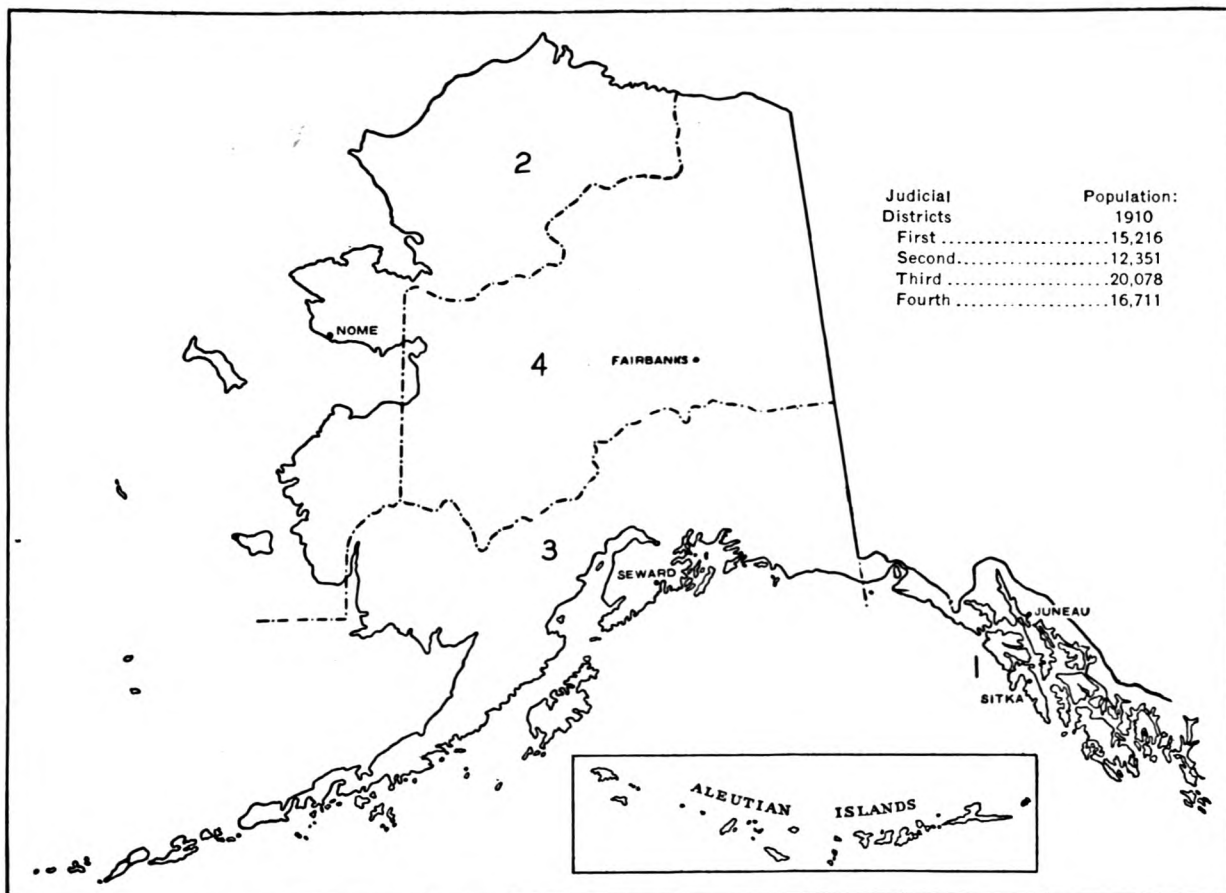 2
Judicial Population:
Districts 1910
First ........................ 15,216
Second ........................ 12,351
Third ........................ 20,078
Fourth ........................ 16,711
NOME
4
FAIRBANKS
3
SEWARD
JUNEAU
1
SITKA
ALEUTIAN ISLANDS